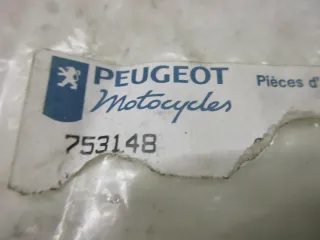 PEUGEOT Pièces d'
Motocycles
753148